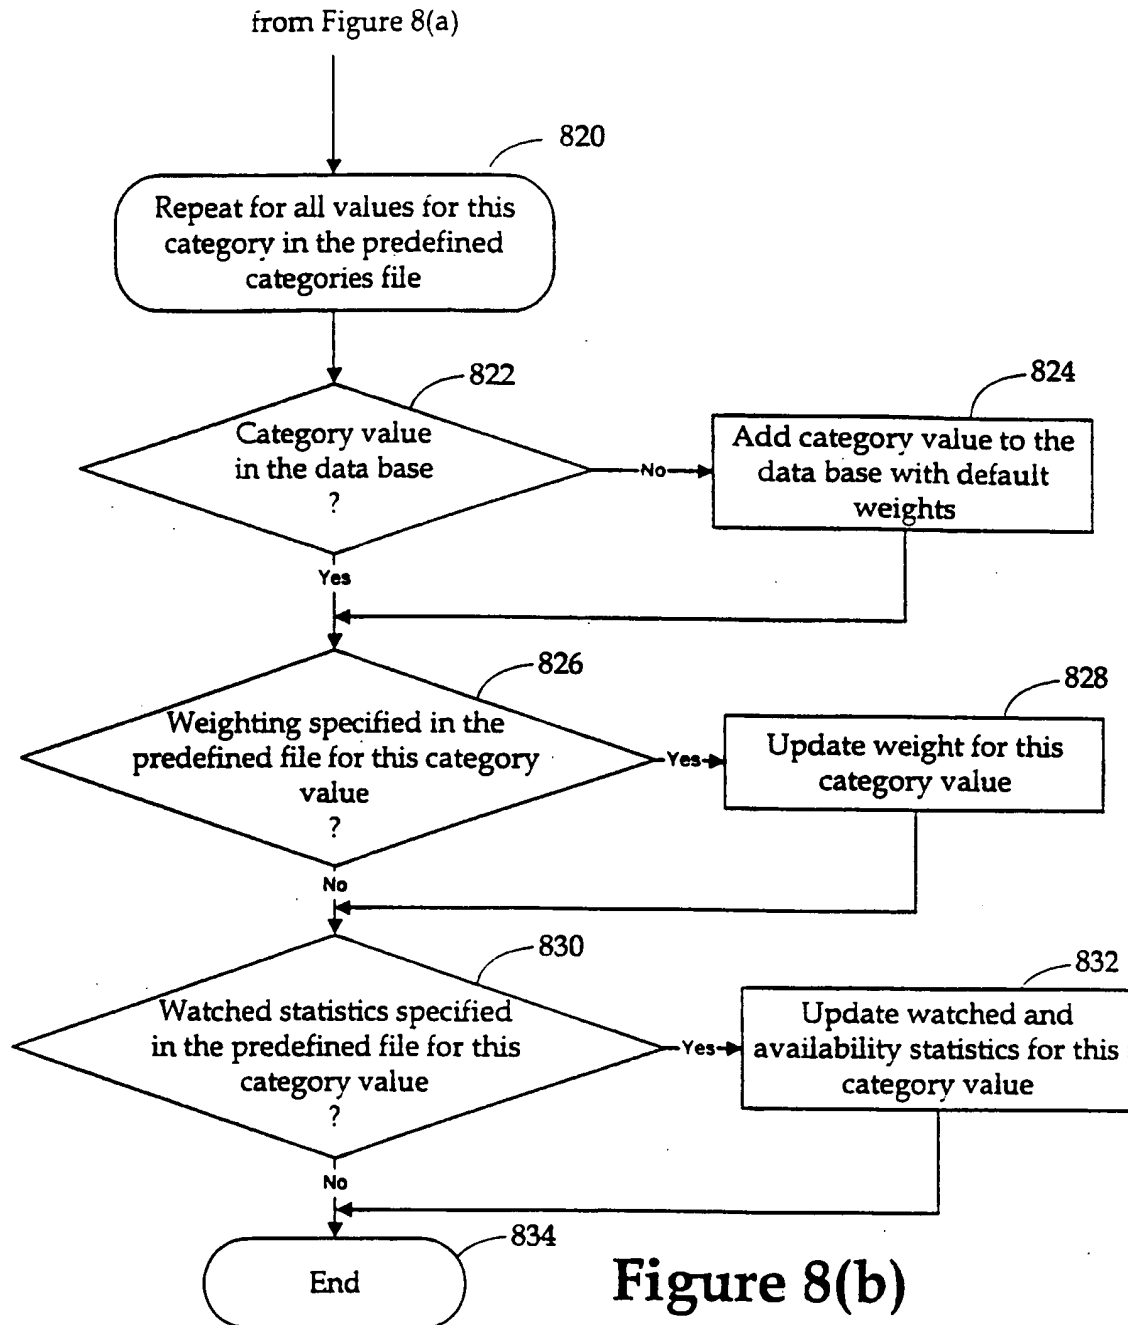 from Figure 8(a)
820
Repeat for all values for this
category in the predefined
categories file
822
Category value
in the data base
?
No
824
Add category value to the
data base with default
weights
Yes
826
Weighting specified in the
predefined file for this category
value
?
Yes
828
Update weight for this
category value
No
830
Watched statistics specified
in the predefined file for this
category value
?
Yes
832
Update watched and
availability statistics for this
category value
No
834
End
Figure 8(b)